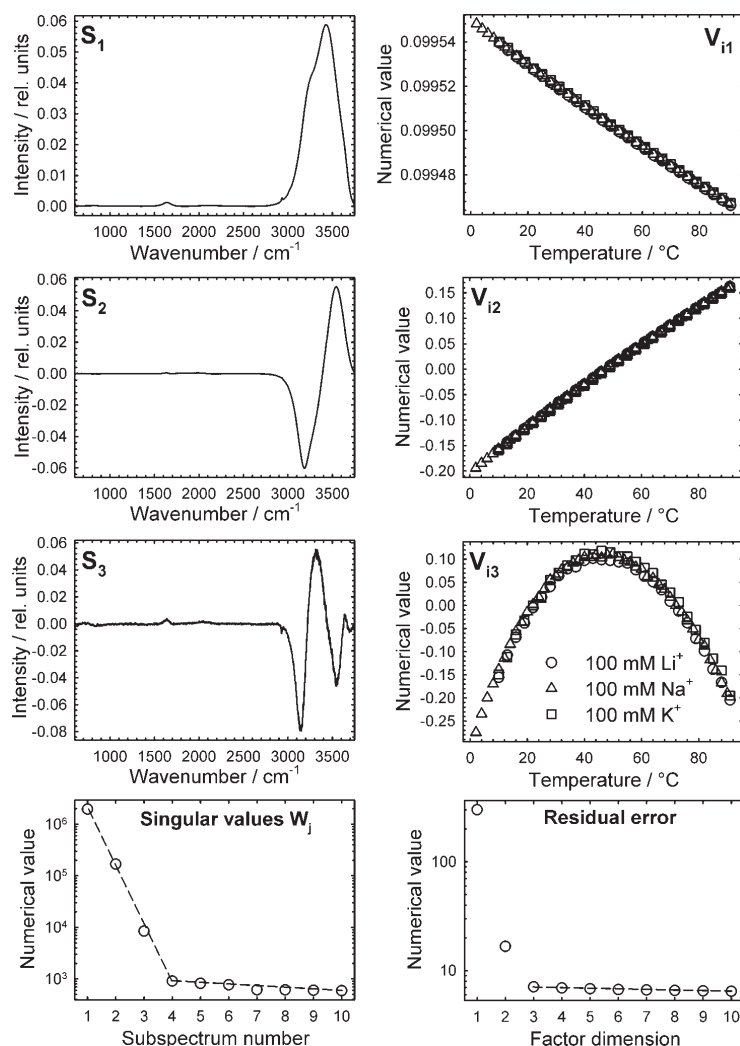 S1
Intensity / rel. units
0.06
0.05
0.04
0.03
0.02
0.01
0.00
1000 1500 2000 2500 3000 3500
Wavenumber / cm-1
Vi1
Numerical value
0.09954
0.09952
0.09950
0.09948
0 20 40 60 80
Temperature / °C
S2
Intensity / rel. units
0.06
0.04
0.02
0.00
-0.02
-0.04
-0.06
1000 1500 2000 2500 3000 3500
Wavenumber / cm-1
Vi2
Numerical value
0.15
0.10
0.05
0.00
-0.05
-0.10
-0.15
-0.20
0 20 40 60 80
Temperature / °C
S3
Intensity / rel. units
0.06
0.04
0.02
0.00
-0.02
-0.04
-0.06
-0.08
1000 1500 2000 2500 3000 3500
Wavenumber / cm-1
Vi3
Numerical value
0.10
0.05
0.00
-0.05
-0.10
-0.15
-0.20
-0.25
100 mM Li+
100 mM Na+
100 mM K+
0 20 40 60 80
Temperature / °C
Singular values Wj
Numerical value
10^6
10^5
10^4
10^3
1 2 3 4 5 6 7 8 9 10
Subspectrum number
Residual error
Numerical value
100
10
1 2 3 4 5 6 7 8 9 10
Factor dimension